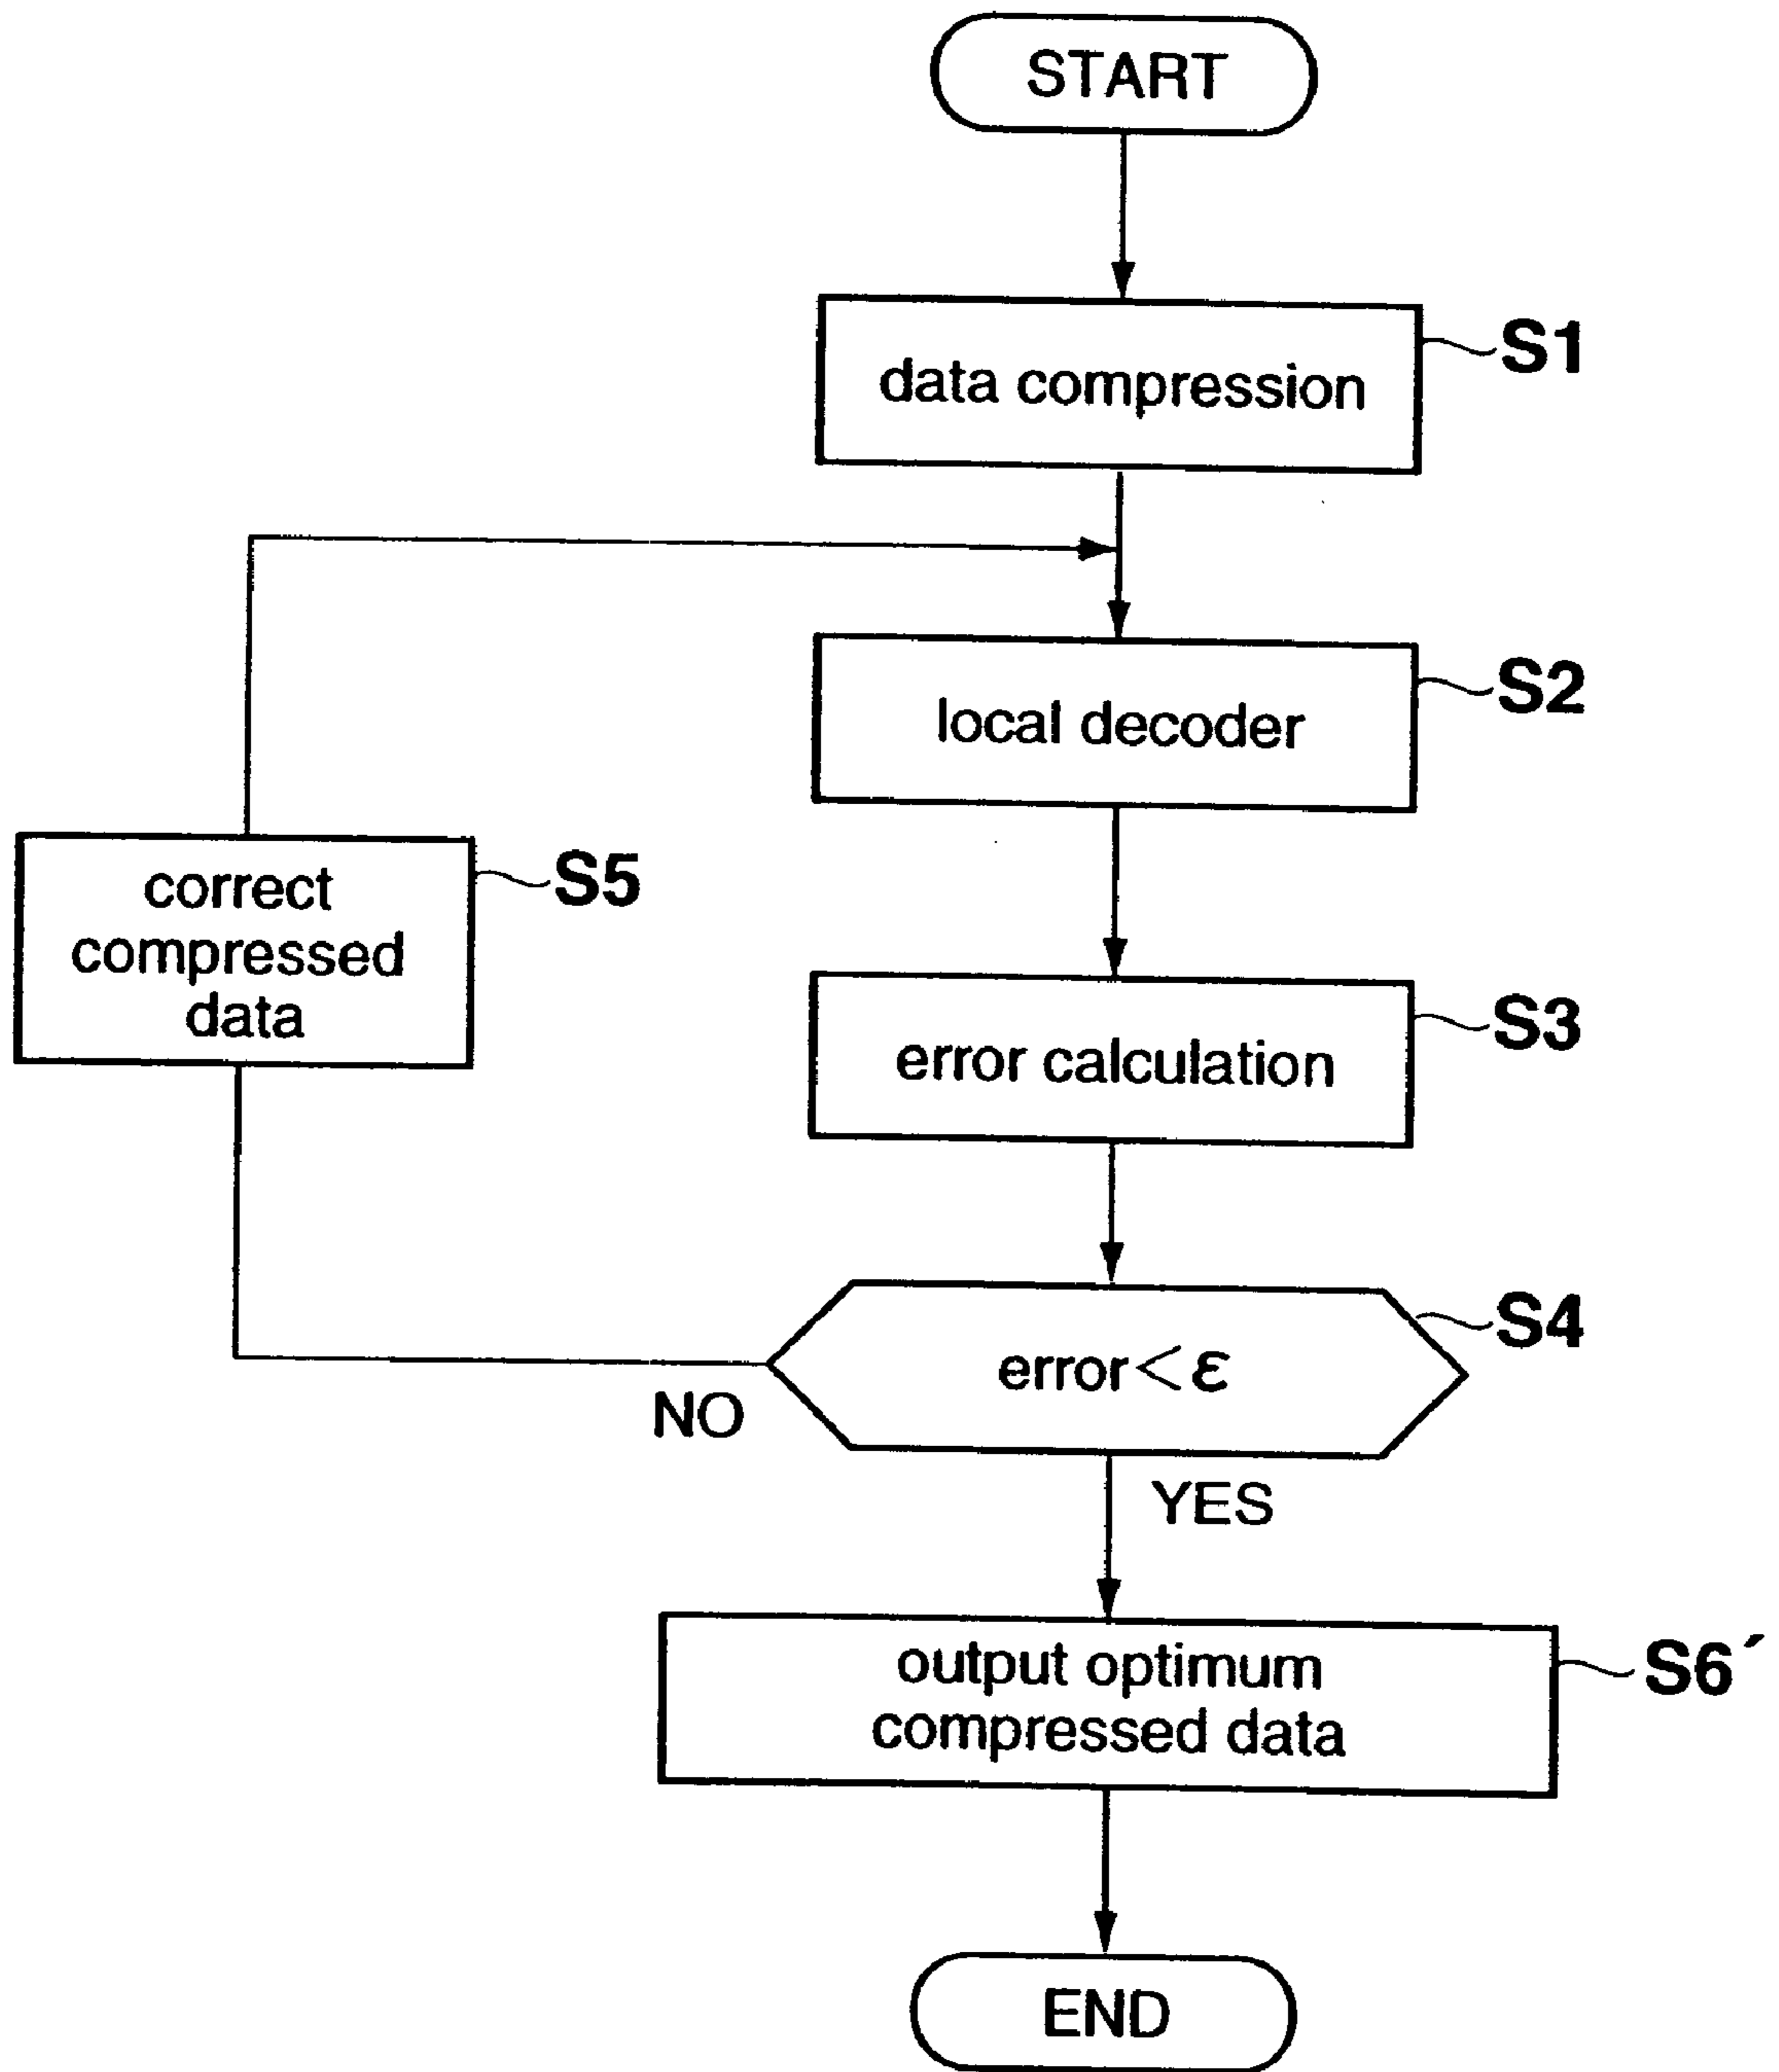 START
data compression
S1
local decoder
S2
correct
compressed
data
S5
error calculation
S3
error<ε
S4
NO
YES
output optimum
compressed data
S6´
END